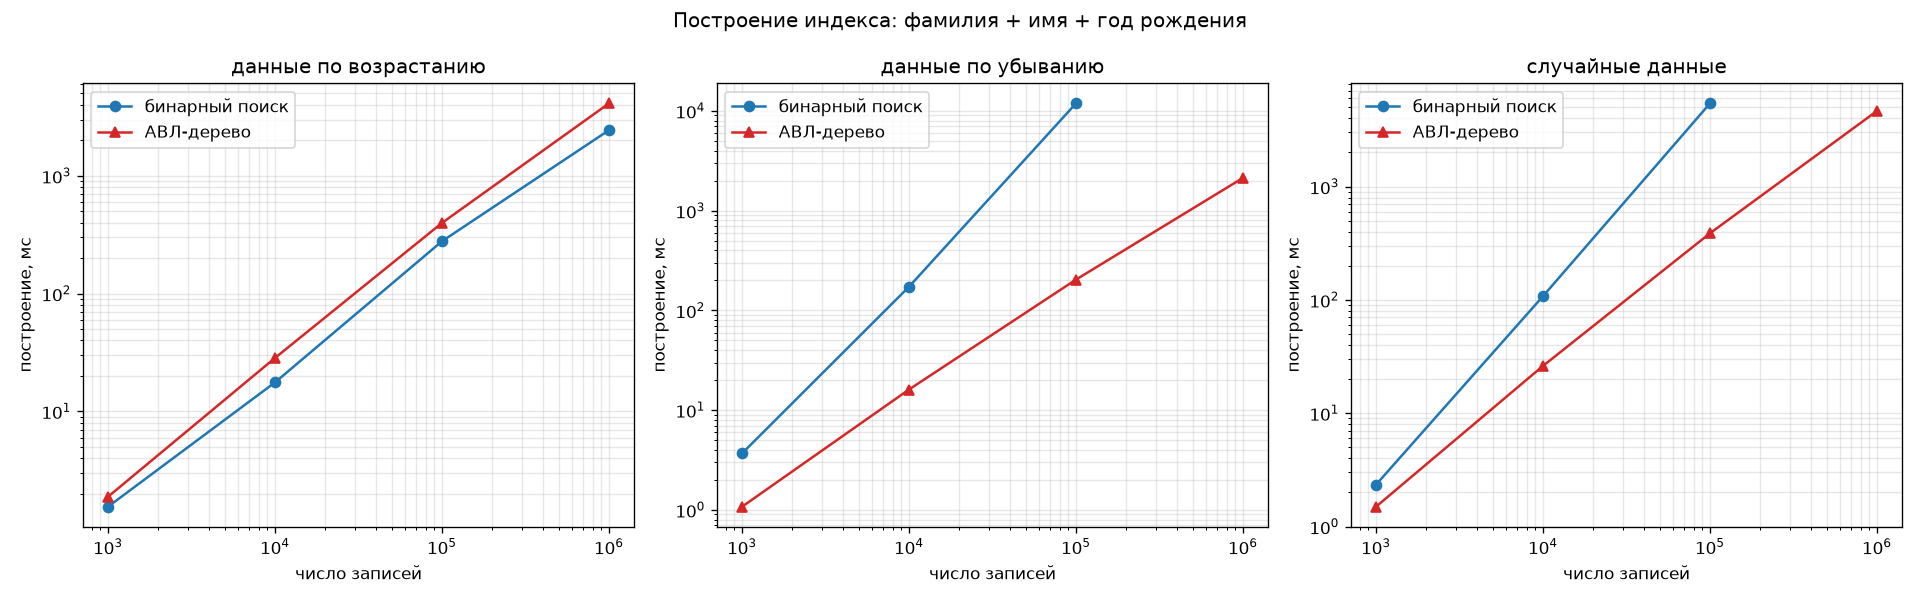 Построение индекса: фамилия + имя + год рождения
данные по возрастанию
бинарный поиск
АВЛ-дерево
построение, мс
10³
10²
10¹
10³ 10⁴ 10⁵ 10⁶
число записей
данные по убыванию
бинарный поиск
АВЛ-дерево
построение, мс
10⁴
10³
10²
10¹
10⁰
10³ 10⁴ 10⁵ 10⁶
число записей
случайные данные
бинарный поиск
АВЛ-дерево
построение, мс
10³
10²
10¹
10⁰
10³ 10⁴ 10⁵ 10⁶
число записей